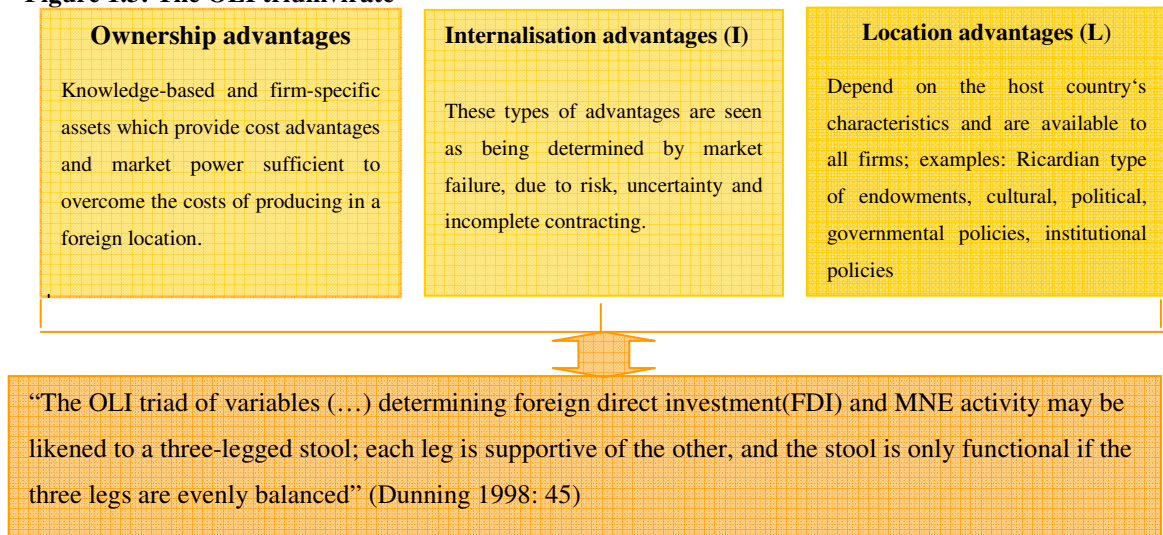 Figure 1.3: The OLI triumvirate
Ownership advantages
Knowledge-based and firm-specific
assets which provide cost advantages
and market power sufficient to
overcome the costs of producing in a
foreign location.
Internalisation advantages (I)
These types of advantages are seen
as being determined by market
failure, due to risk, uncertainty and
incomplete contracting.
Location advantages (L)
Depend on the host country‘s
characteristics and are available to
all firms; examples: Ricardian type
of endowments, cultural, political,
governmental policies, institutional
policies
“The OLI triad of variables (…) determining foreign direct investment(FDI) and MNE activity may be
likened to a three-legged stool; each leg is supportive of the other, and the stool is only functional if the
three legs are evenly balanced” (Dunning 1998: 45)